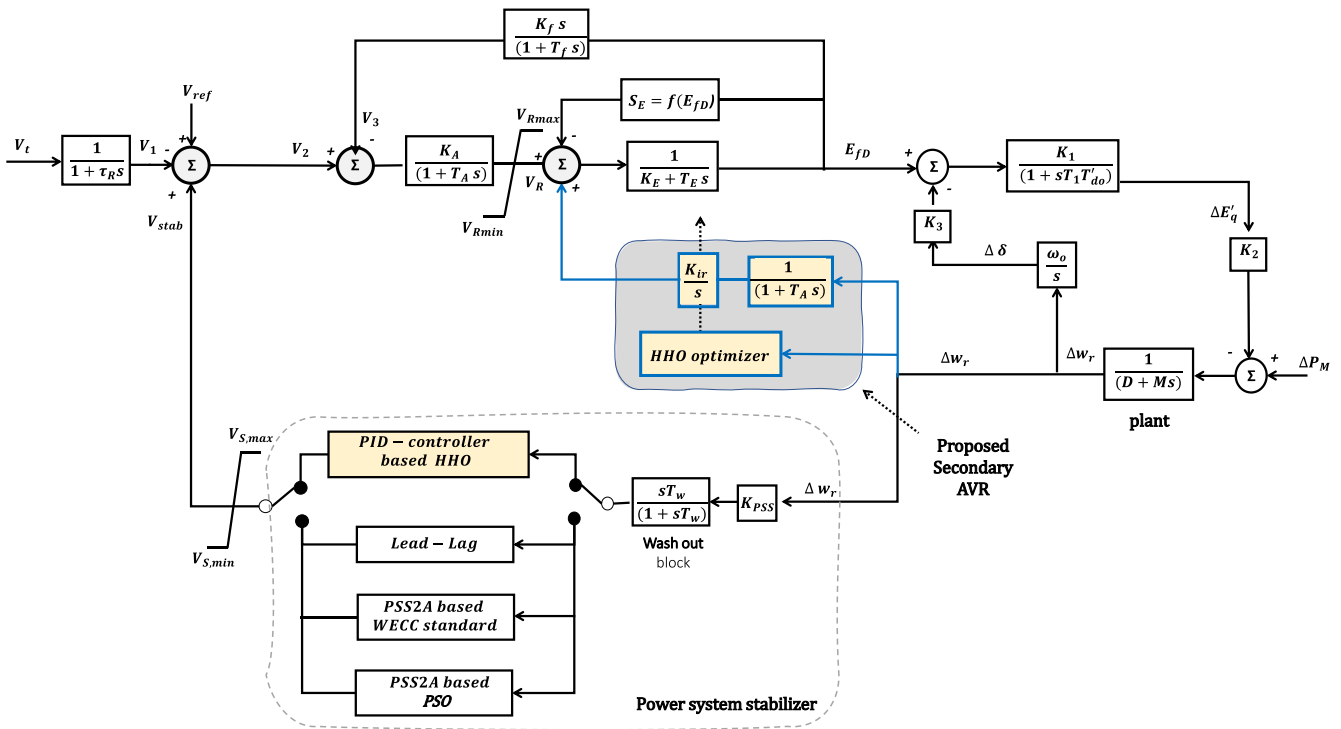 K_f s
(1 + T_f s)
V_ref
V_3
S_E = f(E_fD)
V_Rmax
V_t
1
1 + τ_R s
V_1
-
+
Σ
+
V_2
+
-
Σ
K_A
(1 + T_A s)
+
-
Σ
+
V_R
1
K_E + T_E s
E_fD
+
Σ
-
K_1
(1 + sT_1T'_do)
V_stab
V_Rmin
K_3
ΔE'_q
K_2
Δ δ
ω_o
s
K_ir
s
1
(1 + T_A s)
HHO optimizer
Δw_r
Δw_r
1
(D + Ms)
-
+
Σ
ΔP_M
plant
V_S,max
PID − controller
based HHO
Proposed
Secondary
AVR
sT_w
(1 + sT_w)
K_PSS
Δ w_r
V_S,min
Lead − Lag
Wash out
block
PSS2A based
WECC standard
PSS2A based
PSO
Power system stabilizer